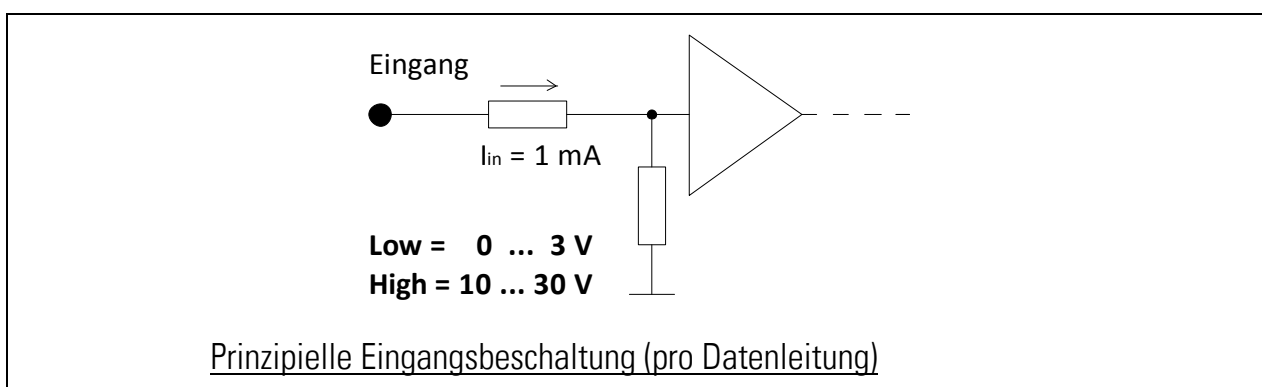 Eingang
Iin = 1 mA
Low = 0 ... 3 V
High = 10 ... 30 V
Prinzipielle Eingangsbeschaltung (pro Datenleitung)